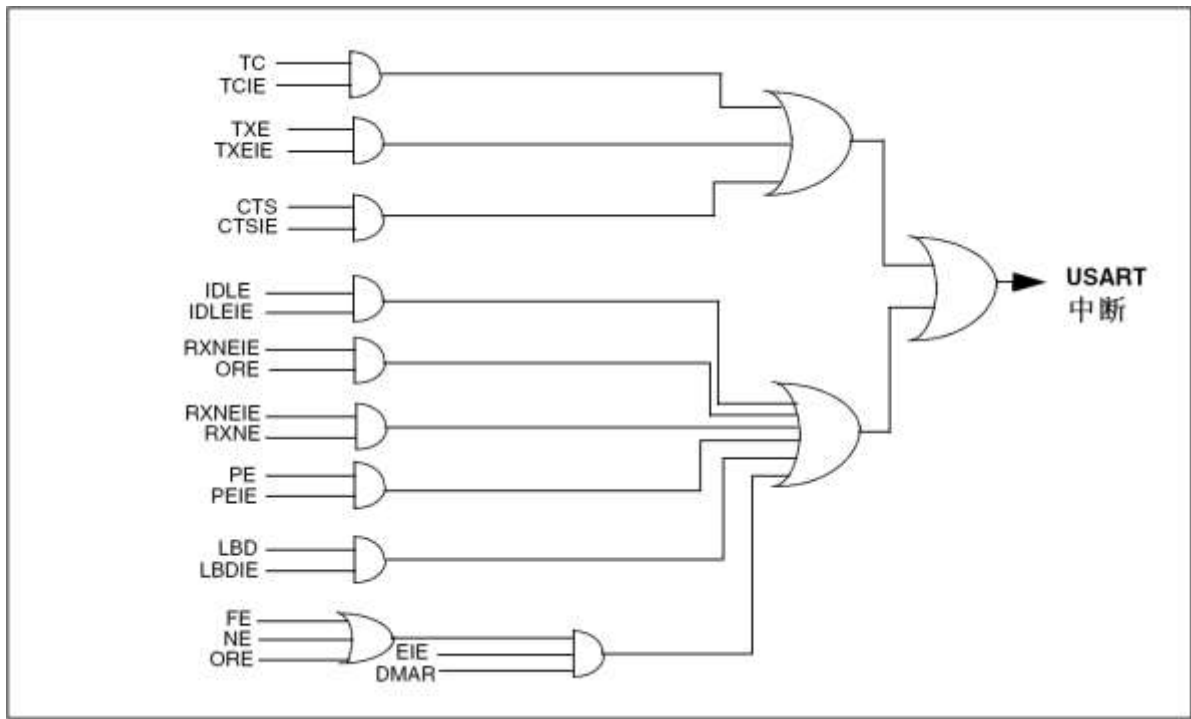 TC
TCIE
TXE
TXEIE
CTS
CTSIE
IDLE
IDLEIE
RXNEIE
ORE
RXNEIE
RXNE
PE
PEIE
LBD
LBDIE
FE
NE
ORE
EIE
DMAR
USART
中断